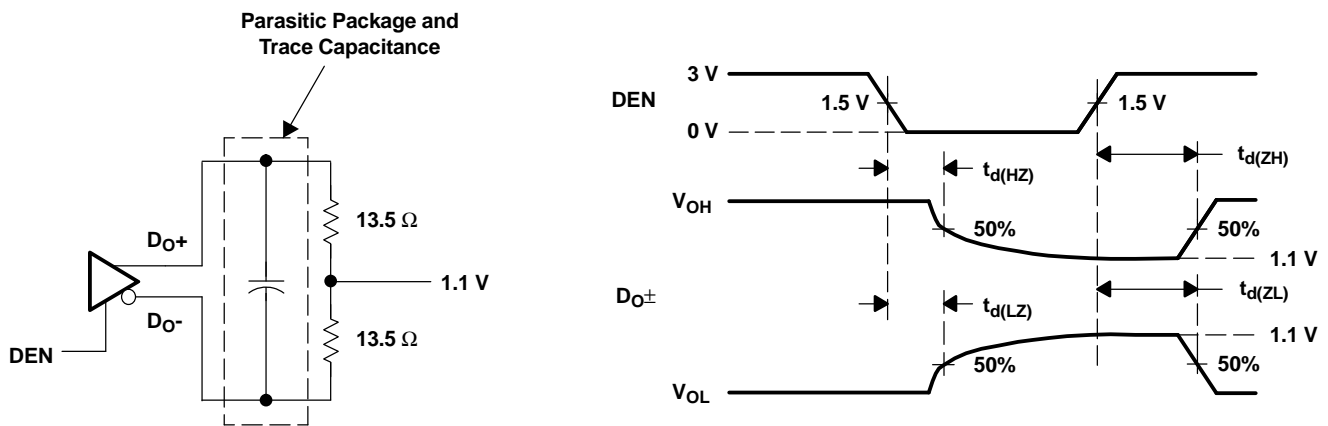 Parasitic Package and
Trace Capacitance
DO+
DO-
DEN
13.5 Ω
1.1 V
13.5 Ω
DEN
3 V
0 V
1.5 V
1.5 V
td(HZ)
td(ZH)
VOH
50%
50%
1.1 V
DO±
td(LZ)
td(ZL)
1.1 V
VOL
50%
50%